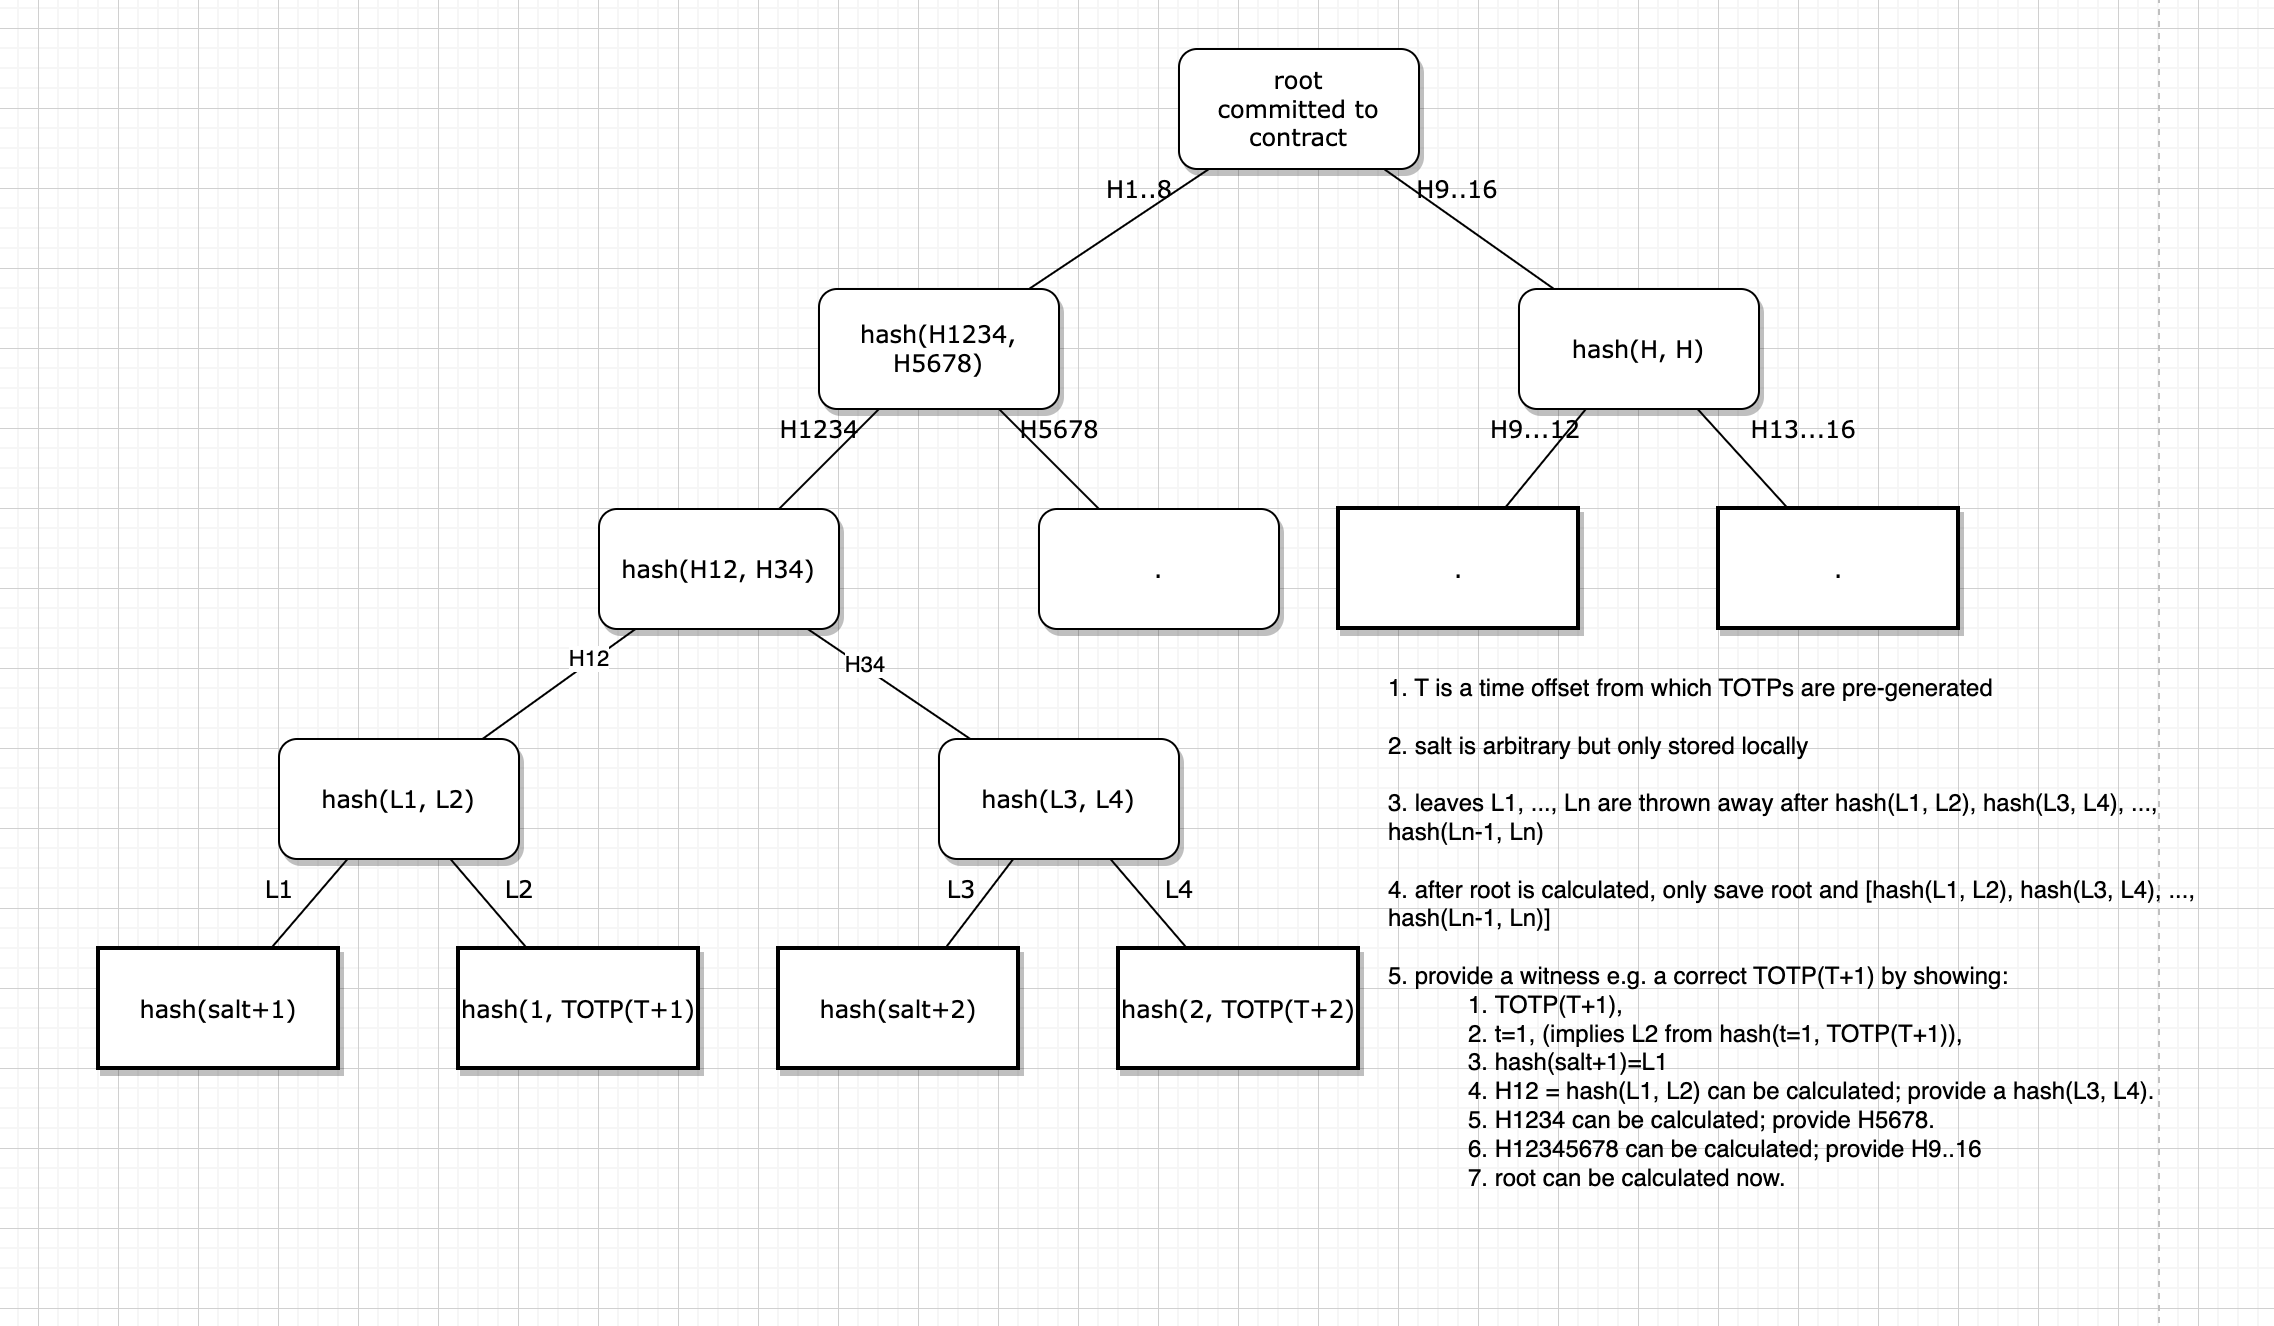 root
committed to
contract
H1..8
H9..16
hash(H1234,
H5678)
hash(H, H)
H1234
H5678
H9...12
H13...16
hash(H12, H34)
.
.
.
H12
H34
hash(L1, L2)
hash(L3, L4)
L1
L2
L3
L4
hash(salt+1)
hash(1, TOTP(T+1)
hash(salt+2)
hash(2, TOTP(T+2)
1. T is a time offset from which TOTPs are pre-generated
2. salt is arbitrary but only stored locally
3. leaves L1, ..., Ln are thrown away after hash(L1, L2), hash(L3, L4), ...,
hash(Ln-1, Ln)
4. after root is calculated, only save root and [hash(L1, L2), hash(L3, L4), ...,
hash(Ln-1, Ln)]
5. provide a witness e.g. a correct TOTP(T+1) by showing:
1. TOTP(T+1),
2. t=1, (implies L2 from hash(t=1, TOTP(T+1)),
3. hash(salt+1)=L1
4. H12 = hash(L1, L2) can be calculated; provide a hash(L3, L4).
5. H1234 can be calculated; provide H5678.
6. H12345678 can be calculated; provide H9..16
7. root can be calculated now.